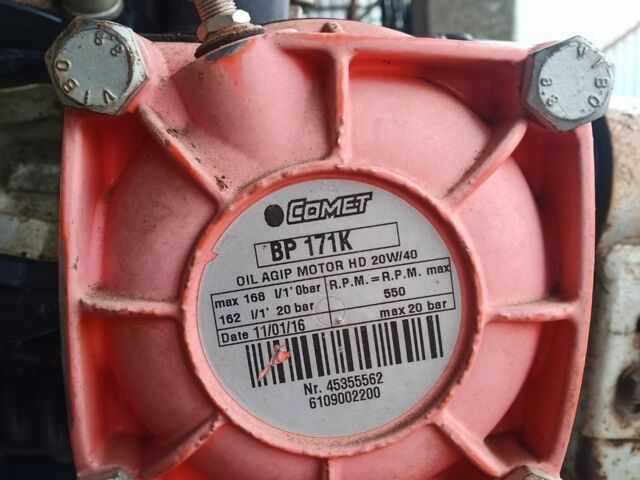 COMET
BP 171K
OIL AGIP MOTOR HD 20W/40
max 168 l/1' 0bar R.P.M. = R.P.M. max
162 l/1' 20 bar 550
Date 11/01/16 max 20 bar
Nr. 45355562
6109002200
VIBO
8.8
VIBO
8.8